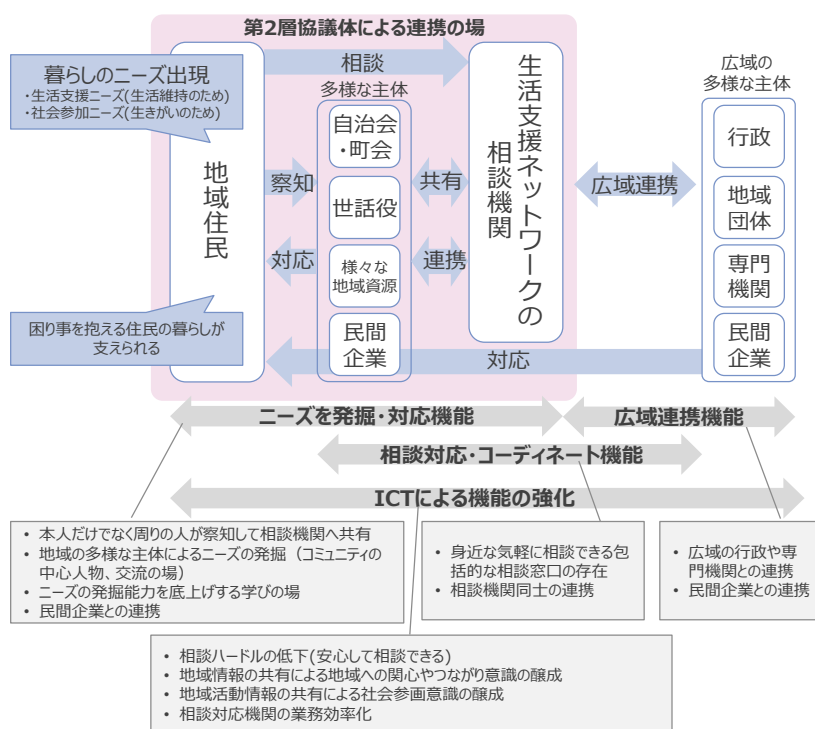 第2層協議体による連携の場
暮らしのニーズ出現
・生活支援ニーズ(生活維持のため)
・社会参加ニーズ(生きがいのため)
地域住民
困り事を抱える住民の暮らしが
支えられる
相談
察知
対応
多様な主体
自治会
・町会
世話役
様々な
地域資源
民間
企業
共有
連携
生活支援ネットワークの
相談機関
広域連携
対応
広域の
多様な主体
行政
地域
団体
専門
機関
民間
企業
ニーズを発掘・対応機能
広域連携機能
相談対応・コーディネート機能
ICTによる機能の強化
• 本人だけでなく周りの人が察知して相談機関へ共有
• 地域の多様な主体によるニーズの発掘（コミュニティの
中心人物、交流の場）
• ニーズの発掘能力を底上げする学びの場
• 民間企業との連携
• 身近な気軽に相談できる包
括的な相談窓口の存在
• 相談機関同士の連携
• 広域の行政や専
門機関との連携
• 民間企業との連携
• 相談ハードルの低下(安心して相談できる)
• 地域情報の共有による地域への関心やつながり意識の醸成
• 地域活動情報の共有による社会参画意識の醸成
• 相談対応機関の業務効率化